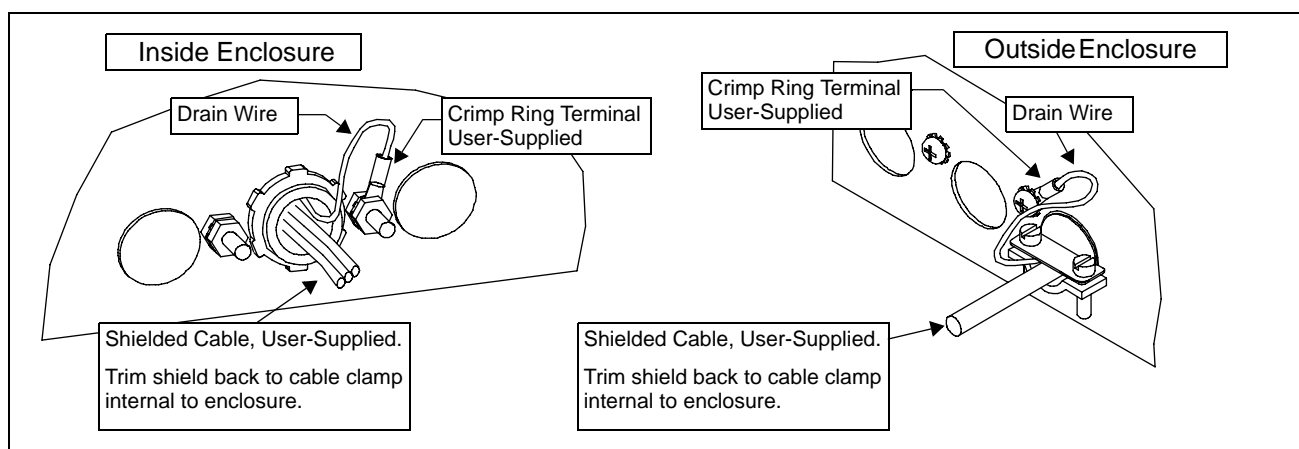 Inside Enclosure
Drain Wire
Crimp Ring Terminal
User-Supplied
Shielded Cable, User-Supplied.
Trim shield back to cable clamp
internal to enclosure.
Outside Enclosure
Crimp Ring Terminal
User-Supplied
Drain Wire
Shielded Cable, User-Supplied.
Trim shield back to cable clamp
internal to enclosure.